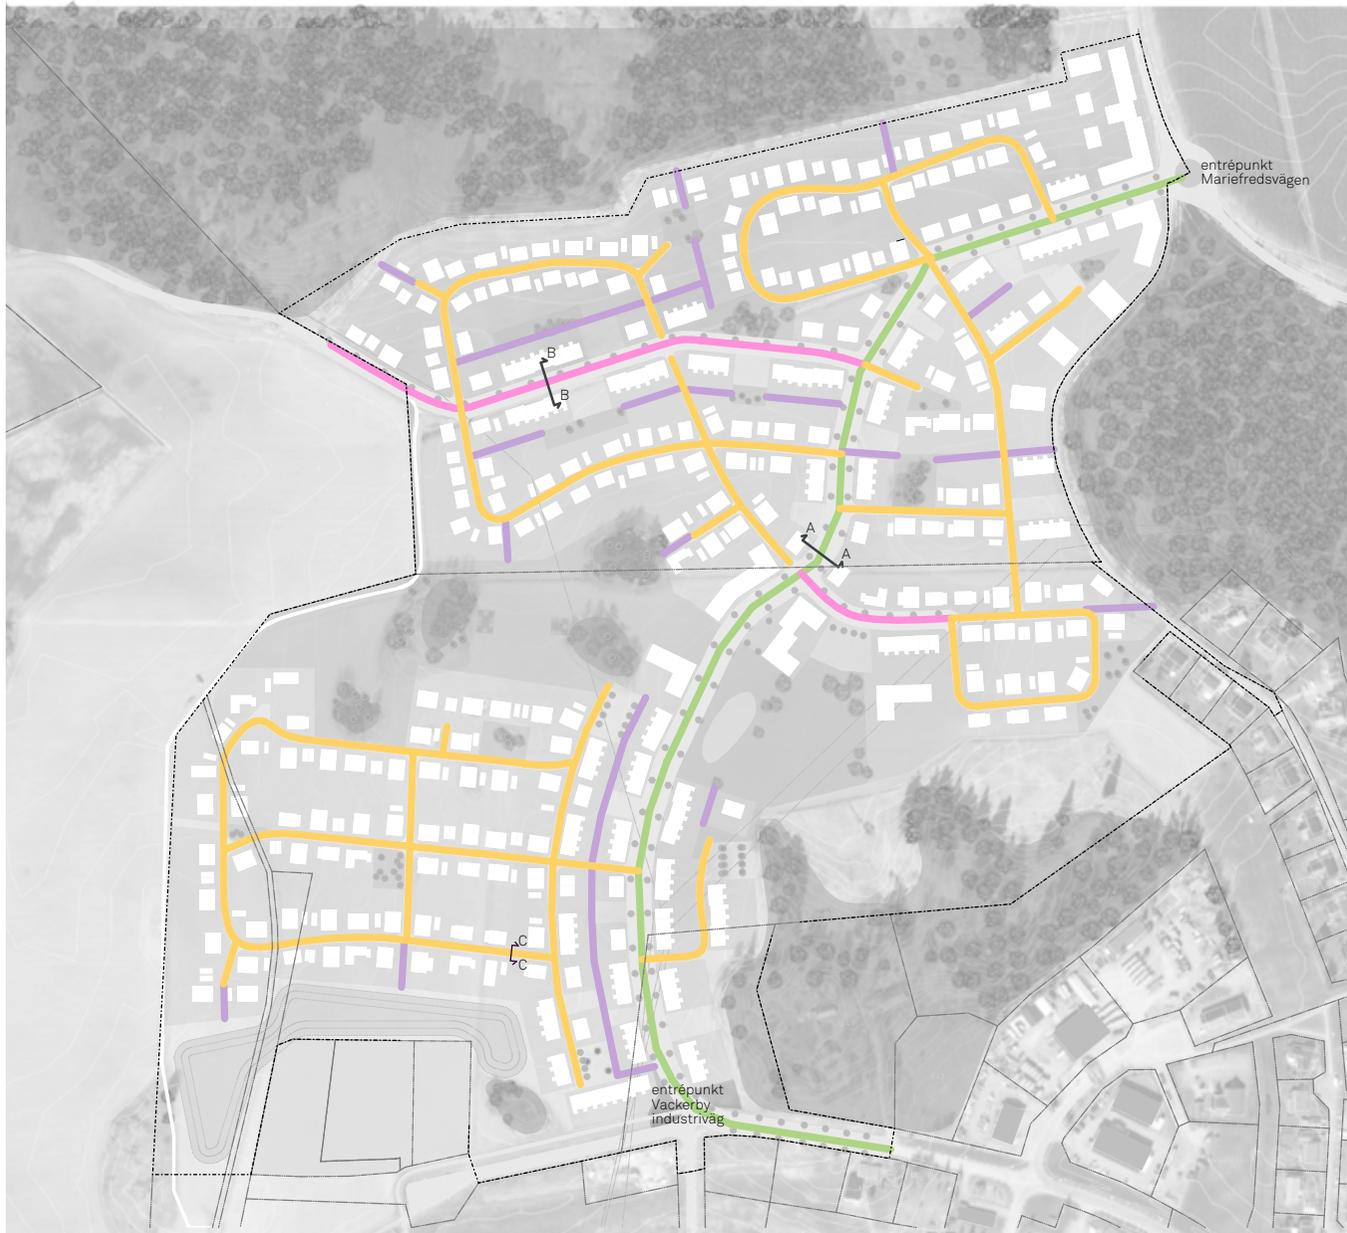 entrépunkt
Mariefredsvägen
B
B
A
A
C
C
entrépunkt
Vackerby
industriväg